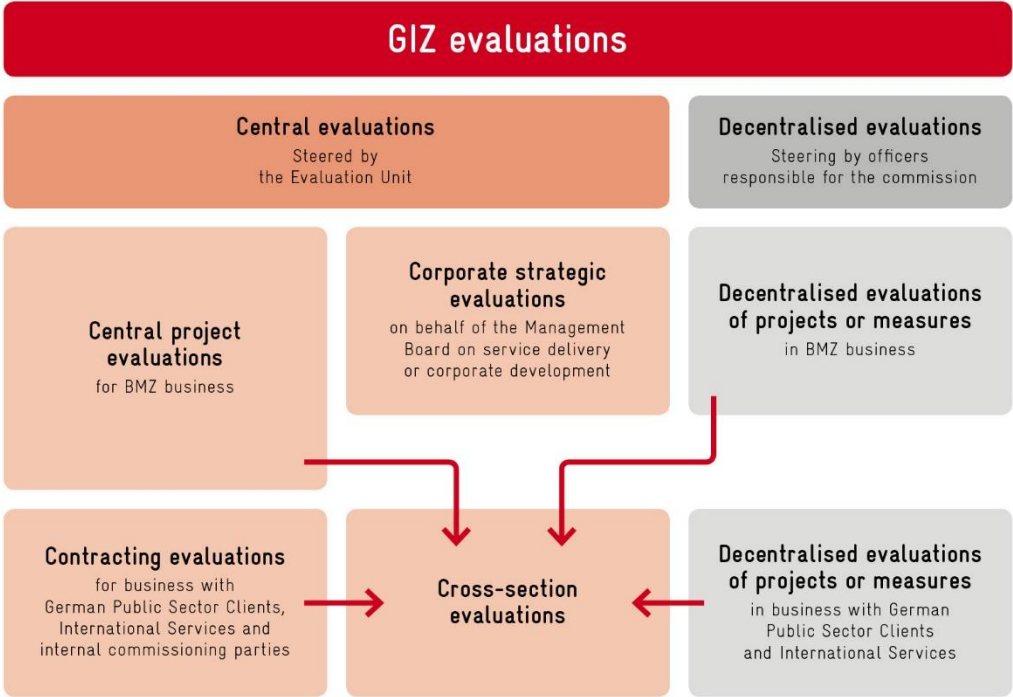 GIZ evaluations
Central evaluations
Steered by
the Evaluation Unit
Decentralised evaluations
Steering by officers
responsible for the commission
Central project
evaluations
for BMZ business
Corporate strategic
evaluations
on behalf of the Management
Board on service delivery
or corporate development
Decentralised evaluations
of projects or measures
in BMZ business
Contracting evaluations
for business with
German Public Sector Clients,
International Services and
internal commissioning parties
Cross-section
evaluations
Decentralised evaluations
of projects or measures
in business with German
Public Sector Clients
and International Services